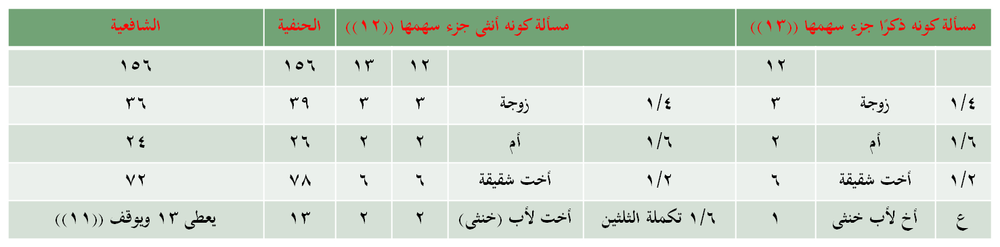 مسألة كونه ذكرًا جزء سهمها ((١٣)) مسألة كونه أنثى جزء سهمها ((١٢)) الحنفية الشافعية
١٢ ١٢ ١٣ ١٥٦ ١٥٦
١/٤ زوجة ٣ ١/٤ زوجة ٣ ٣ ٣٩ ٣٦
١/٦ أم ٢ ١/٦ أم ٢ ٢ ٢٦ ٢٤
١/٢ أخت شقيقة ٦ ١/٢ أخت شقيقة ٦ ٦ ٧٨ ٧٢
ع أخ لأب خنثى ١ ١/٦ تكملة الثلثين أخت لأب (خنثى) ٢ ٢ ١٣ يعطى ١٣ ويوقف ((١١))